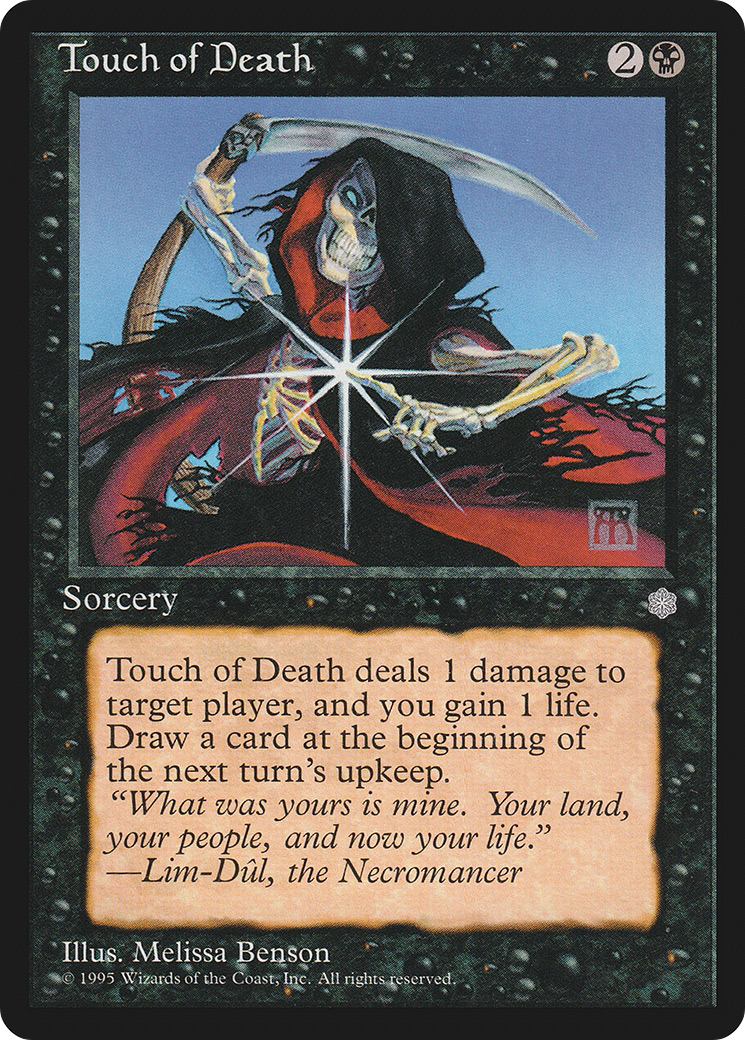 Touch of Death 2
Sorcery
Touch of Death deals 1 damage to
target player, and you gain 1 life.
Draw a card at the beginning of
the next turn's upkeep.
“What was yours is mine.  Your land,
your people, and now your life.”
—Lim-Dûl, the Necromancer
Illus. Melissa Benson
© 1995 Wizards of the Coast, Inc.  All rights reserved.